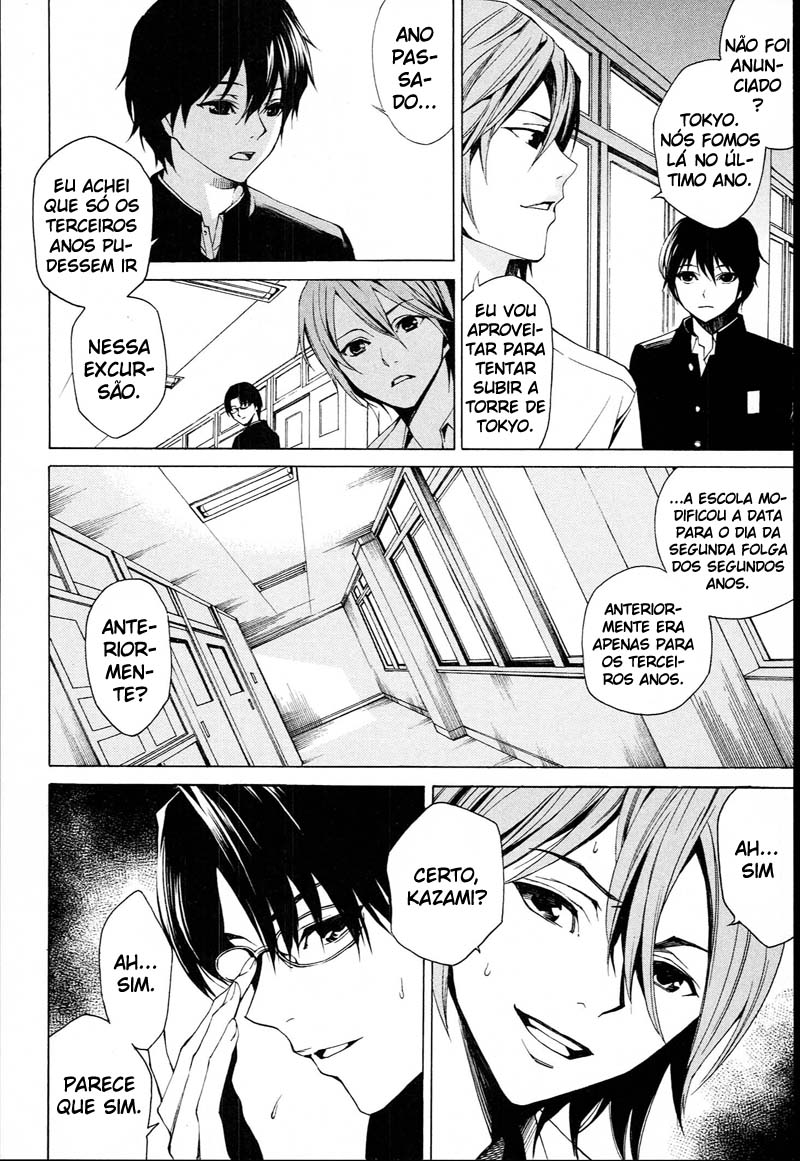 NÃO FOI
ANUN-
CIADO
?
TOKYO.
NÓS FOMOS
LÁ NO ÚL-
TIMO ANO.
EU VOU
APROVEI-
TAR PARA
TENTAR
SUBIR A
TORRE DE
TOKYO.
ANO
PAS-
SA-
DO...
EU ACHEI
QUE SÓ OS
TERCEIROS
ANOS PU-
DESSEM IR
NESSA
EXCUR-
SÃO.
...A ESCOLA MO-
DIFICOU A DATA
PARA O DIA DA
SEGUNDA FOLGA
DOS SEGUNDOS
ANOS.
ANTERIOR-
MENTE ERA
APENAS PARA
OS TERCEI-
ROS ANOS.
ANTE-
RIOR-
MENTE?
AH...
SIM
CERTO,
KAZAMI?
AH...
SIM.
PARECE
QUE SIM.